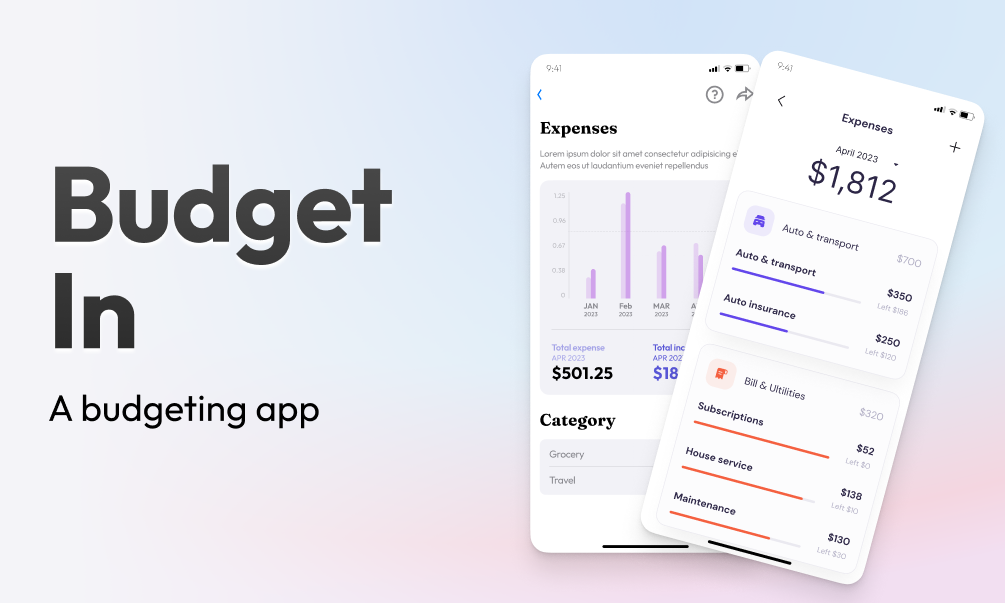 Budget
In
A budgeting app
9:41
Expenses
Lorem ipsum dolor sit amet consectetur adipisicing
Autem eos ut laudantium eveniet repellendus
1.25
0.96
0.67
0.38
0
JAN
2023
Feb
2023
MAR
2023
2023
Total expense
APR 2023
$501.25
Total
APR
$18
Category
Grocery
Travel
9:41
Expenses
April 2023
$1,812
Auto & transport
$700
Auto & transport
$350
Left $186
Auto insurance
$250
Left $120
Bill & Ultilities
$320
Subscriptions
$52
Left $0
House service
$138
Left $10
Maintenance
$130
Left $30